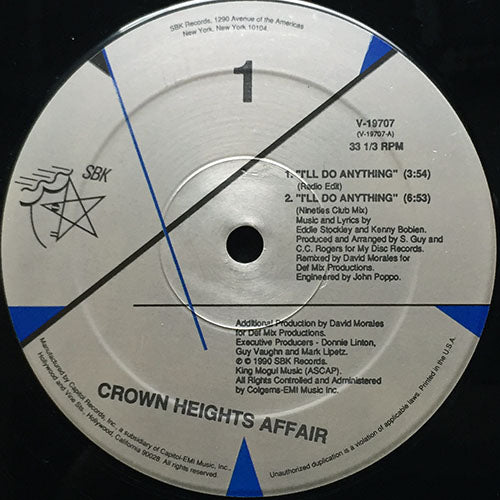 SBK Records, 1290 Avenue of the Americas
New York, New York 10104
1
V-19707
(V-19707-A)
33 1/3 RPM
SBK
1. "I'LL DO ANYTHING" (3:54)
(Radio Edit)
2. "I'LL DO ANYTHING" (6:53)
(Nineties Club Mix)
Music and Lyrics by
Eddie Stockley and Kenny Bobien.
Produced and Arranged by S. Guy and
C.C. Rogers for My Disc Records.
Remixed by David Morales for
Def Mix Productions.
Engineered by John Poppo.
Additional Production by David Morales
for Def Mix Productions.
Executive Producers - Donnie Linton,
Guy Vaughn and Mark Lipetz.
℗ © 1990 SBK Records.
King Mogul Music (ASCAP).
All Rights Controlled and Administered
by Colgems-EMI Music Inc.
CROWN HEIGHTS AFFAIR
Manufactured by Capitol Records, Inc., a subsidiary of Capitol-EMI Music, Inc.,
Hollywood and Vine Sts., Hollywood,
California 90028. All rights reserved.
Unauthorized duplication is a violation of applicable laws. Printed in the U.S.A.